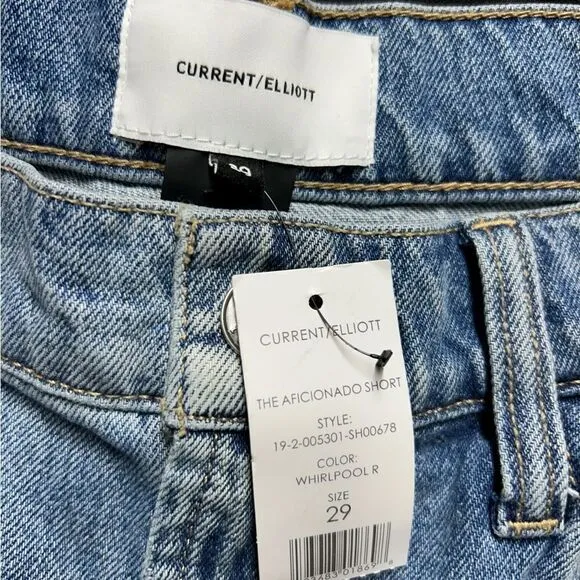 CURRENT/ELLIOTT
CURRENT/ELLIOTT
THE AFICIONADO SHORT
STYLE:
19-2-005301-SH00678
COLOR:
WHIRLPOOL R
SIZE
29